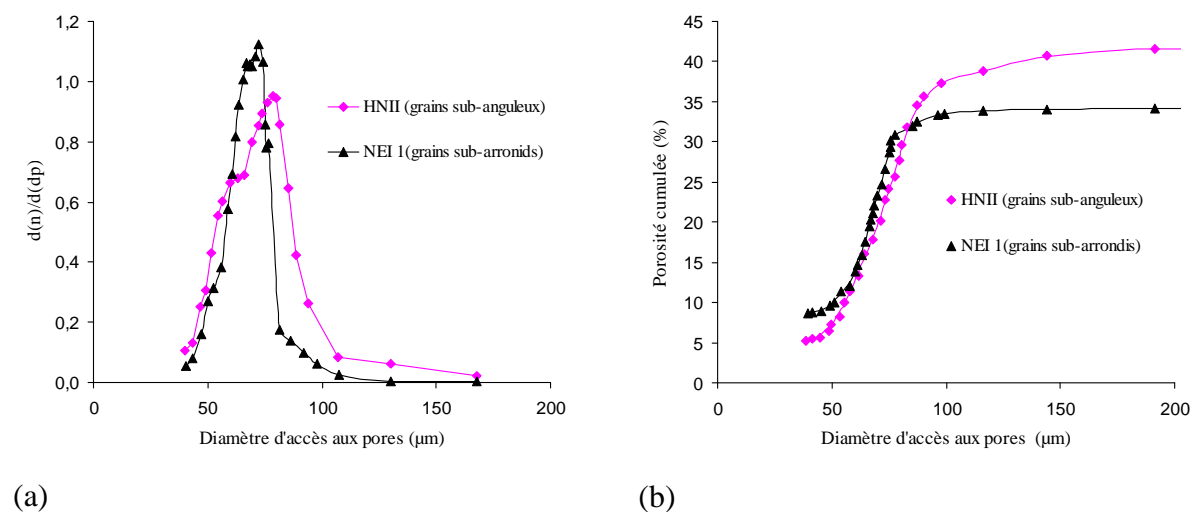 1,2
1,0
0,8
0,6
0,4
0,2
0,0
d(n)/d(dp)
0
50
100
150
200
Diamètre d'accès aux pores (µm)
HNII (grains sub-anguleux)
NEI 1(grains sub-arronids)
(a)
45
40
35
30
25
20
15
10
5
0
Porosité cumulée (%)
0
50
100
150
200
Diamètre d'accès aux pores (µm)
HNII (grains sub-anguleux)
NEI 1(grains sub-arrondis)
(b)